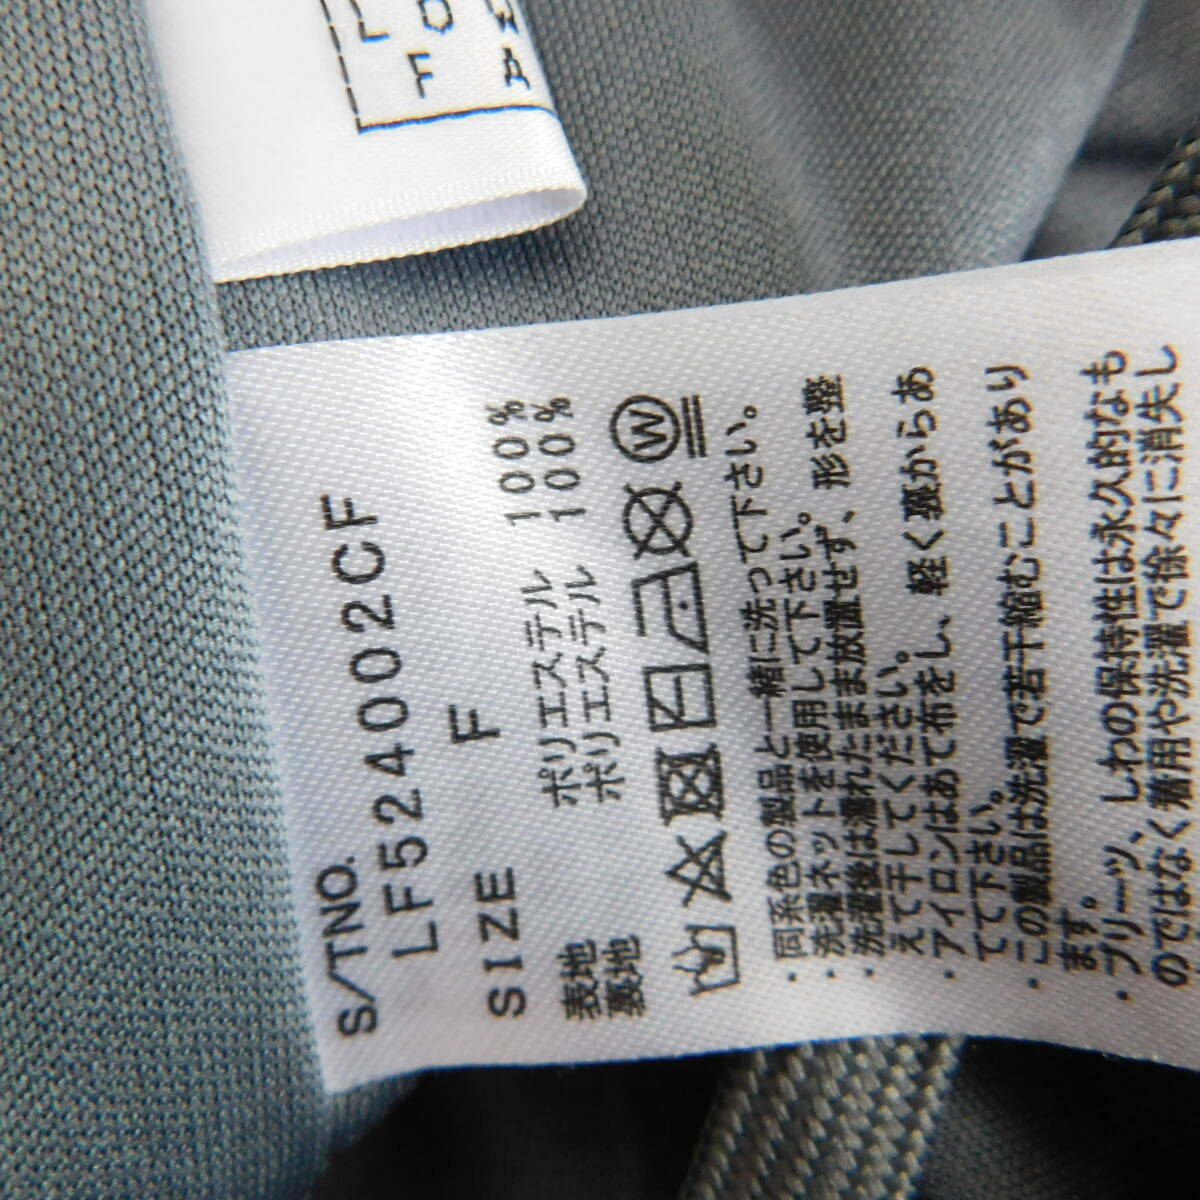 L O W
F A
S/TNO.
LF524002CF
SIZE F
表地 ポリエステル 100%
裏地 ポリエステル 100%
W
・同系色の製品と一緒に洗って下さい。
・洗濯ネットを使用して下さい。
・洗濯後は濡れたまま放置せず、形を整
えて干してください。
・アイロンはあて布をし、軽く裏からあ
てて下さい。
・この製品は洗濯で若干縮むことがあり
ます。
・プリーツ、しわの保持性は永久的なも
のではなく着用や洗濯で徐々に消失し